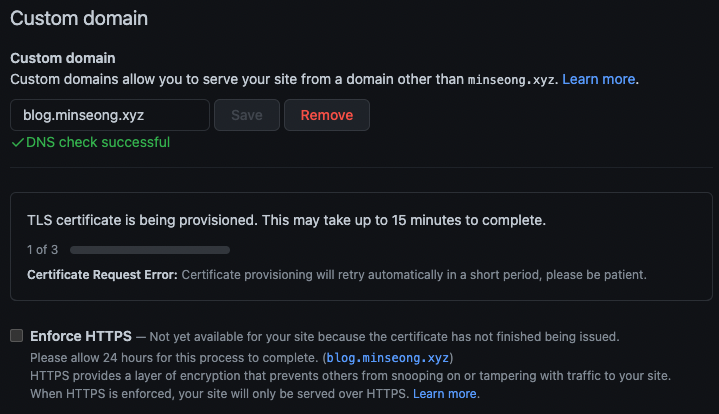 Custom domain
Custom domain
Custom domains allow you to serve your site from a domain other than minseong.xyz. Learn more.
blog.minseong.xyz Save Remove
✓DNS check successful
TLS certificate is being provisioned. This may take up to 15 minutes to complete.
1 of 3
Certificate Request Error: Certificate provisioning will retry automatically in a short period, please be patient.
Enforce HTTPS — Not yet available for your site because the certificate has not finished being issued.
Please allow 24 hours for this process to complete. (blog.minseong.xyz)
HTTPS provides a layer of encryption that prevents others from snooping on or tampering with traffic to your site.
When HTTPS is enforced, your site will only be served over HTTPS. Learn more.